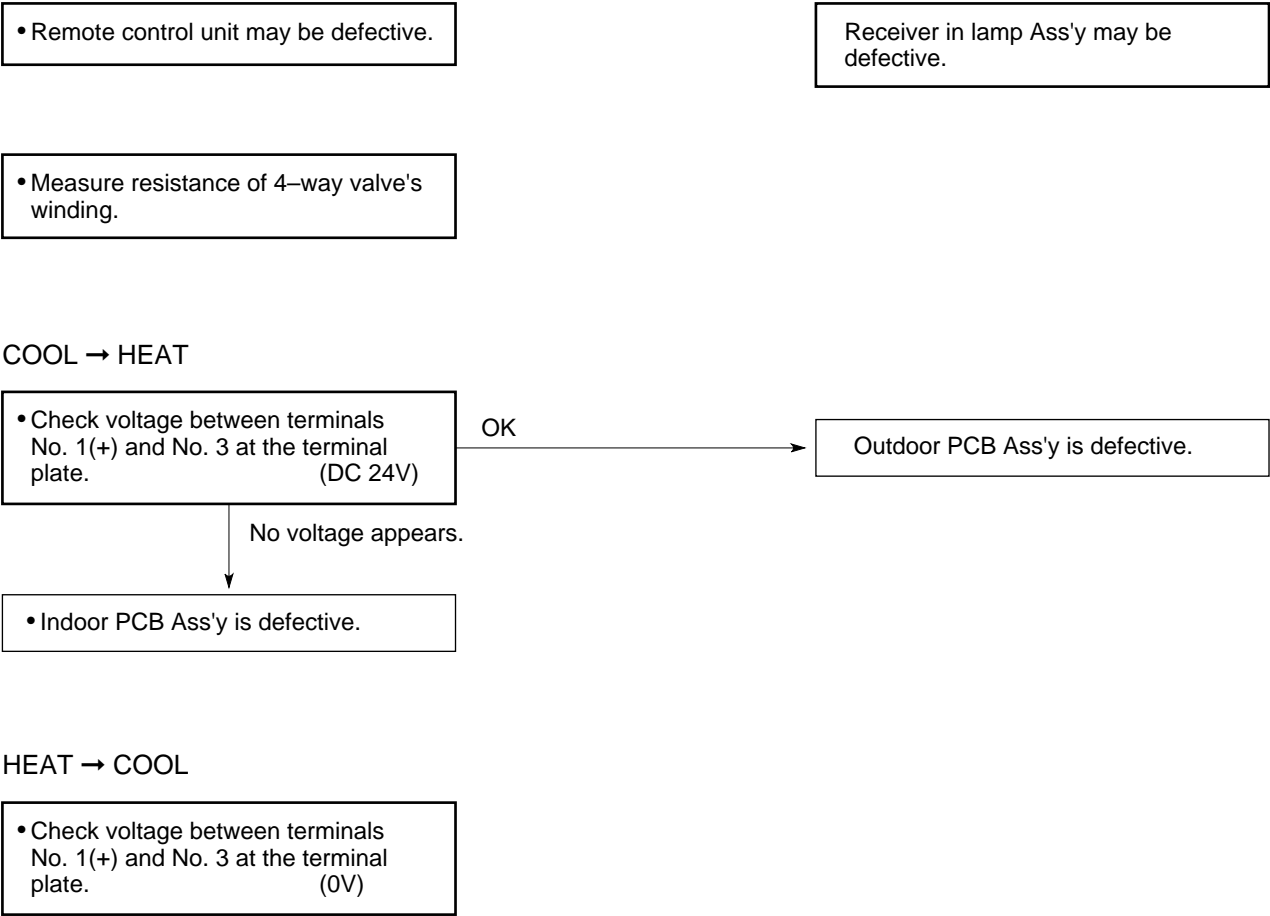 • Remote control unit may be defective.
Receiver in lamp Ass'y may be
defective.
• Measure resistance of 4–way valve's
winding.
COOL → HEAT
• Check voltage between terminals
No. 1(+) and No. 3 at the terminal
plate. (DC 24V)
OK
Outdoor PCB Ass'y is defective.
No voltage appears.
• Indoor PCB Ass'y is defective.
HEAT → COOL
• Check voltage between terminals
No. 1(+) and No. 3 at the terminal
plate. (0V)